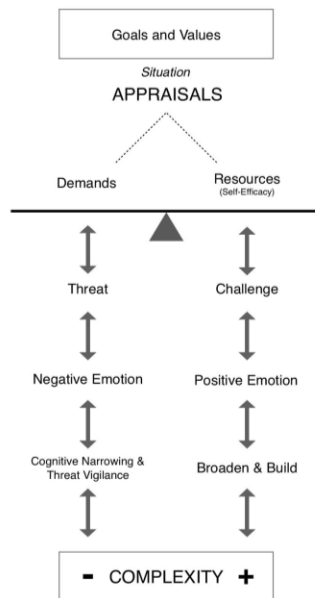 Goals and Values
Situation
APPRAISALS
Demands
Resources
(Self-Efficacy)
Threat
Challenge
Negative Emotion
Positive Emotion
Cognitive Narrowing &
Threat Vigilance
Broaden & Build
- COMPLEXITY +